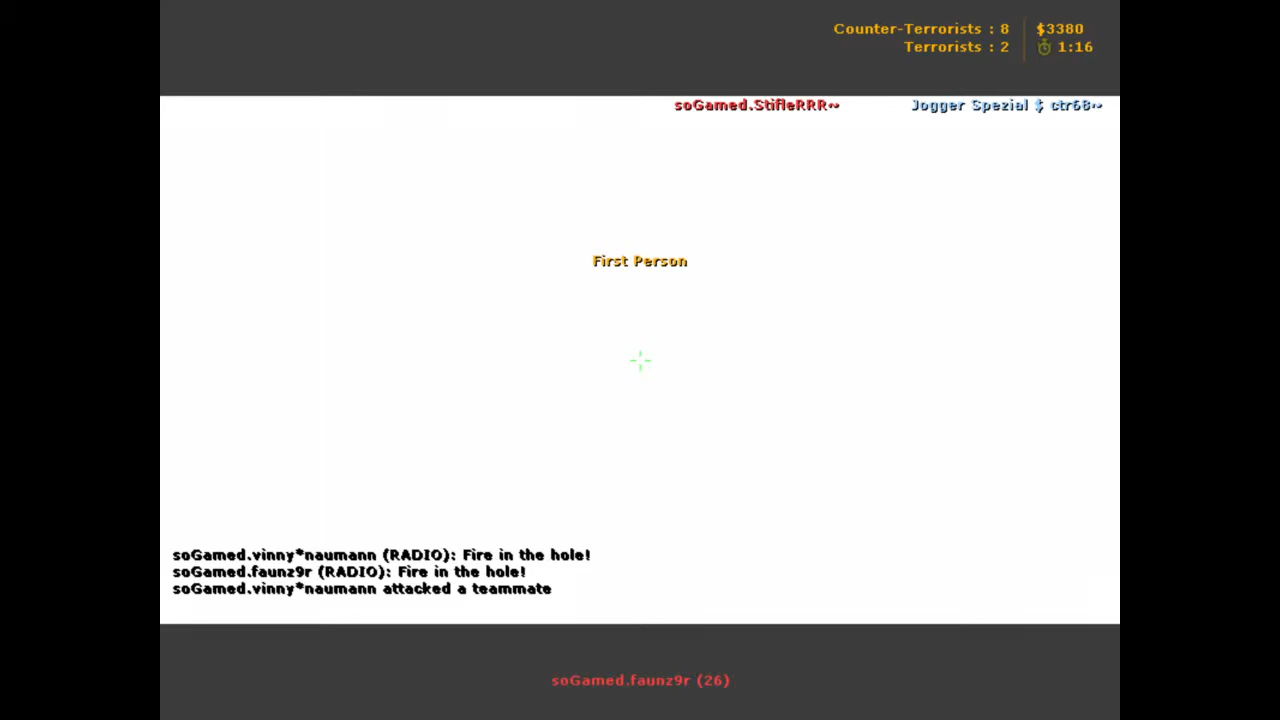 Counter-Terrorists : 8 $3380
Terrorists : 2 1:16
soGamed.StifleRRR~ Jogger Spezial $ ctr68~
First Person
soGamed.vinny*naumann (RADIO): Fire in the hole!
soGamed.faunz9r (RADIO): Fire in the hole!
soGamed.vinny*naumann attacked a teammate
soGamed.faunz9r (26)